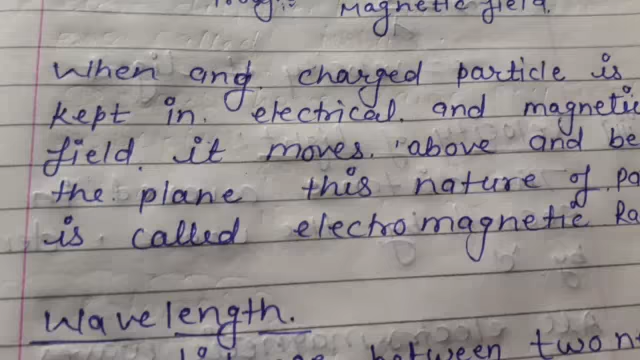 Magnetic field.
When and charged particle is
kept in. electrical. and magnetic
field. it moves. above and be
the plane this nature of. pa
is called electromagnetic Ra
Wavelength.
between two